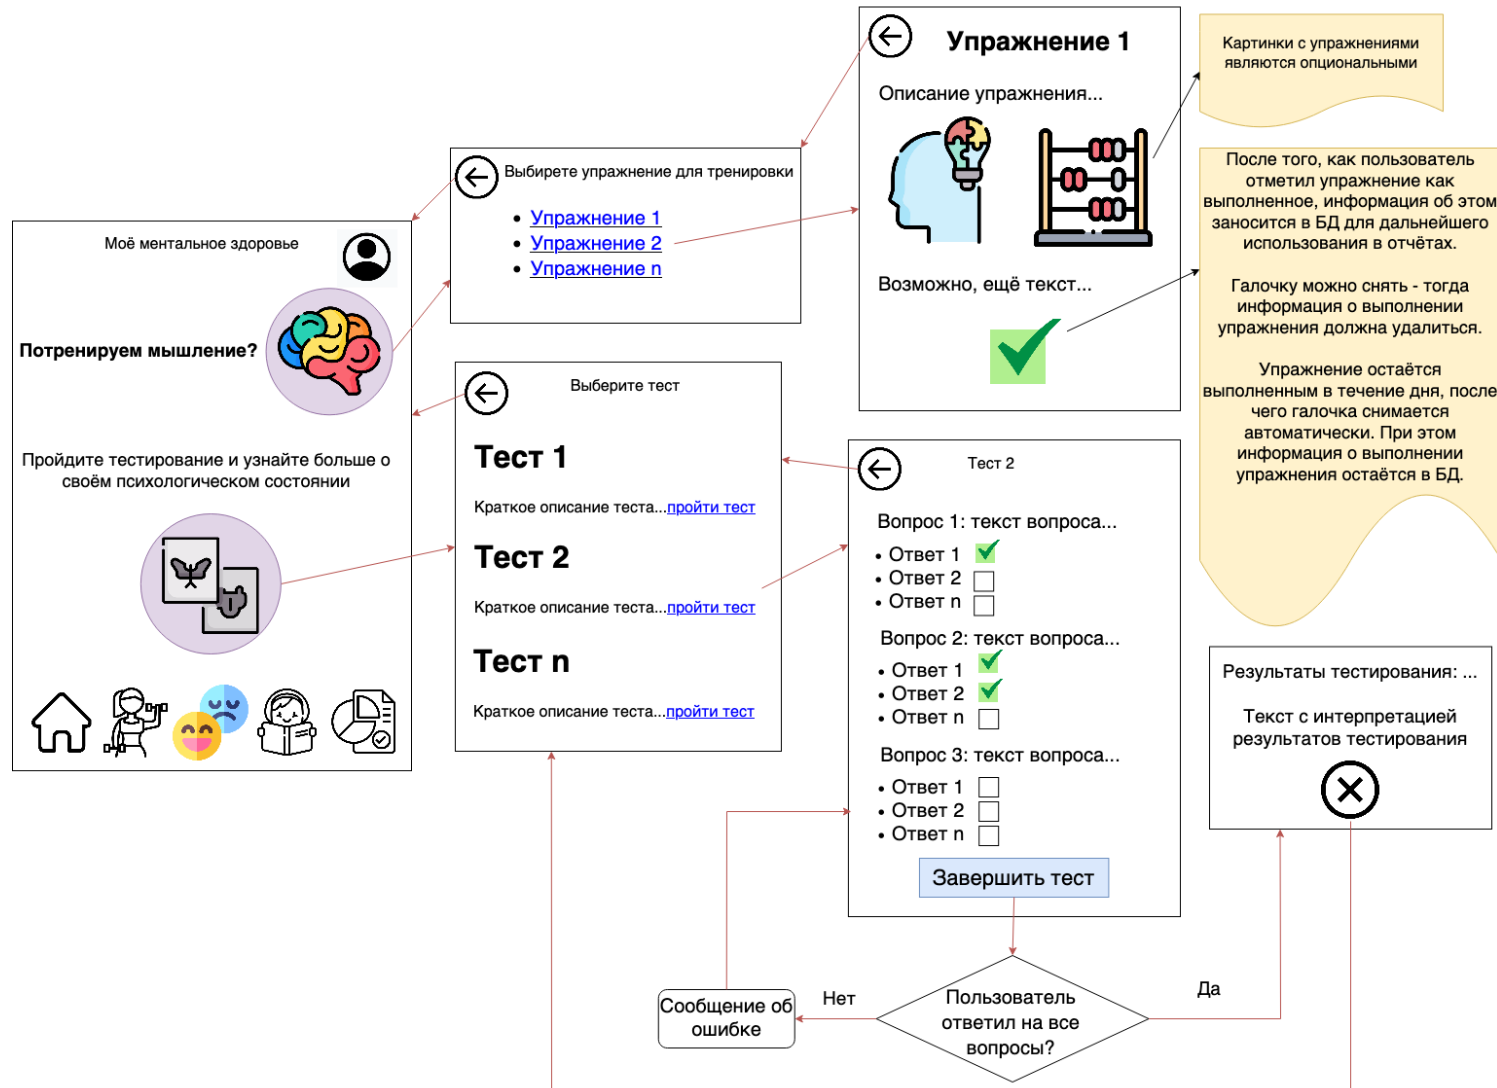 Моё ментальное здоровье
Потренируем мышление?
Пройдите тестирование и узнайте больше о
своём психологическом состоянии
Выбирете упражнение для тренировки
Упражнение 1
Упражнение 2
Упражнение n
Упражнение 1
Описание упражнения...
Возможно, ещё текст...
Картинки с упражнениями
являются опциональными
После того, как пользователь
отметил упражнение как
выполненное, информация об этом
заносится в БД для дальнейшего
использования в отчётах.
Галочку можно снять - тогда
информация о выполнении
упражнения должна удалиться.
Упражнение остаётся
выполненным в течение дня, после
чего галочка снимается
автоматически. При этом
информация о выполнении
упражнения остаётся в БД.
Выберите тест
Тест 1
Краткое описание теста...пройти тест
Тест 2
Краткое описание теста...пройти тест
Тест n
Краткое описание теста...пройти тест
Тест 2
Вопрос 1: текст вопроса...
Ответ 1
Ответ 2
Ответ n
Вопрос 2: текст вопроса...
Ответ 1
Ответ 2
Ответ n
Вопрос 3: текст вопроса...
Ответ 1
Ответ 2
Ответ n
Завершить тест
Результаты тестирования: ...
Текст с интерпретацией
результатов тестирования
Сообщение об
ошибке
Нет
Пользователь
ответил на все
вопросы?
Да